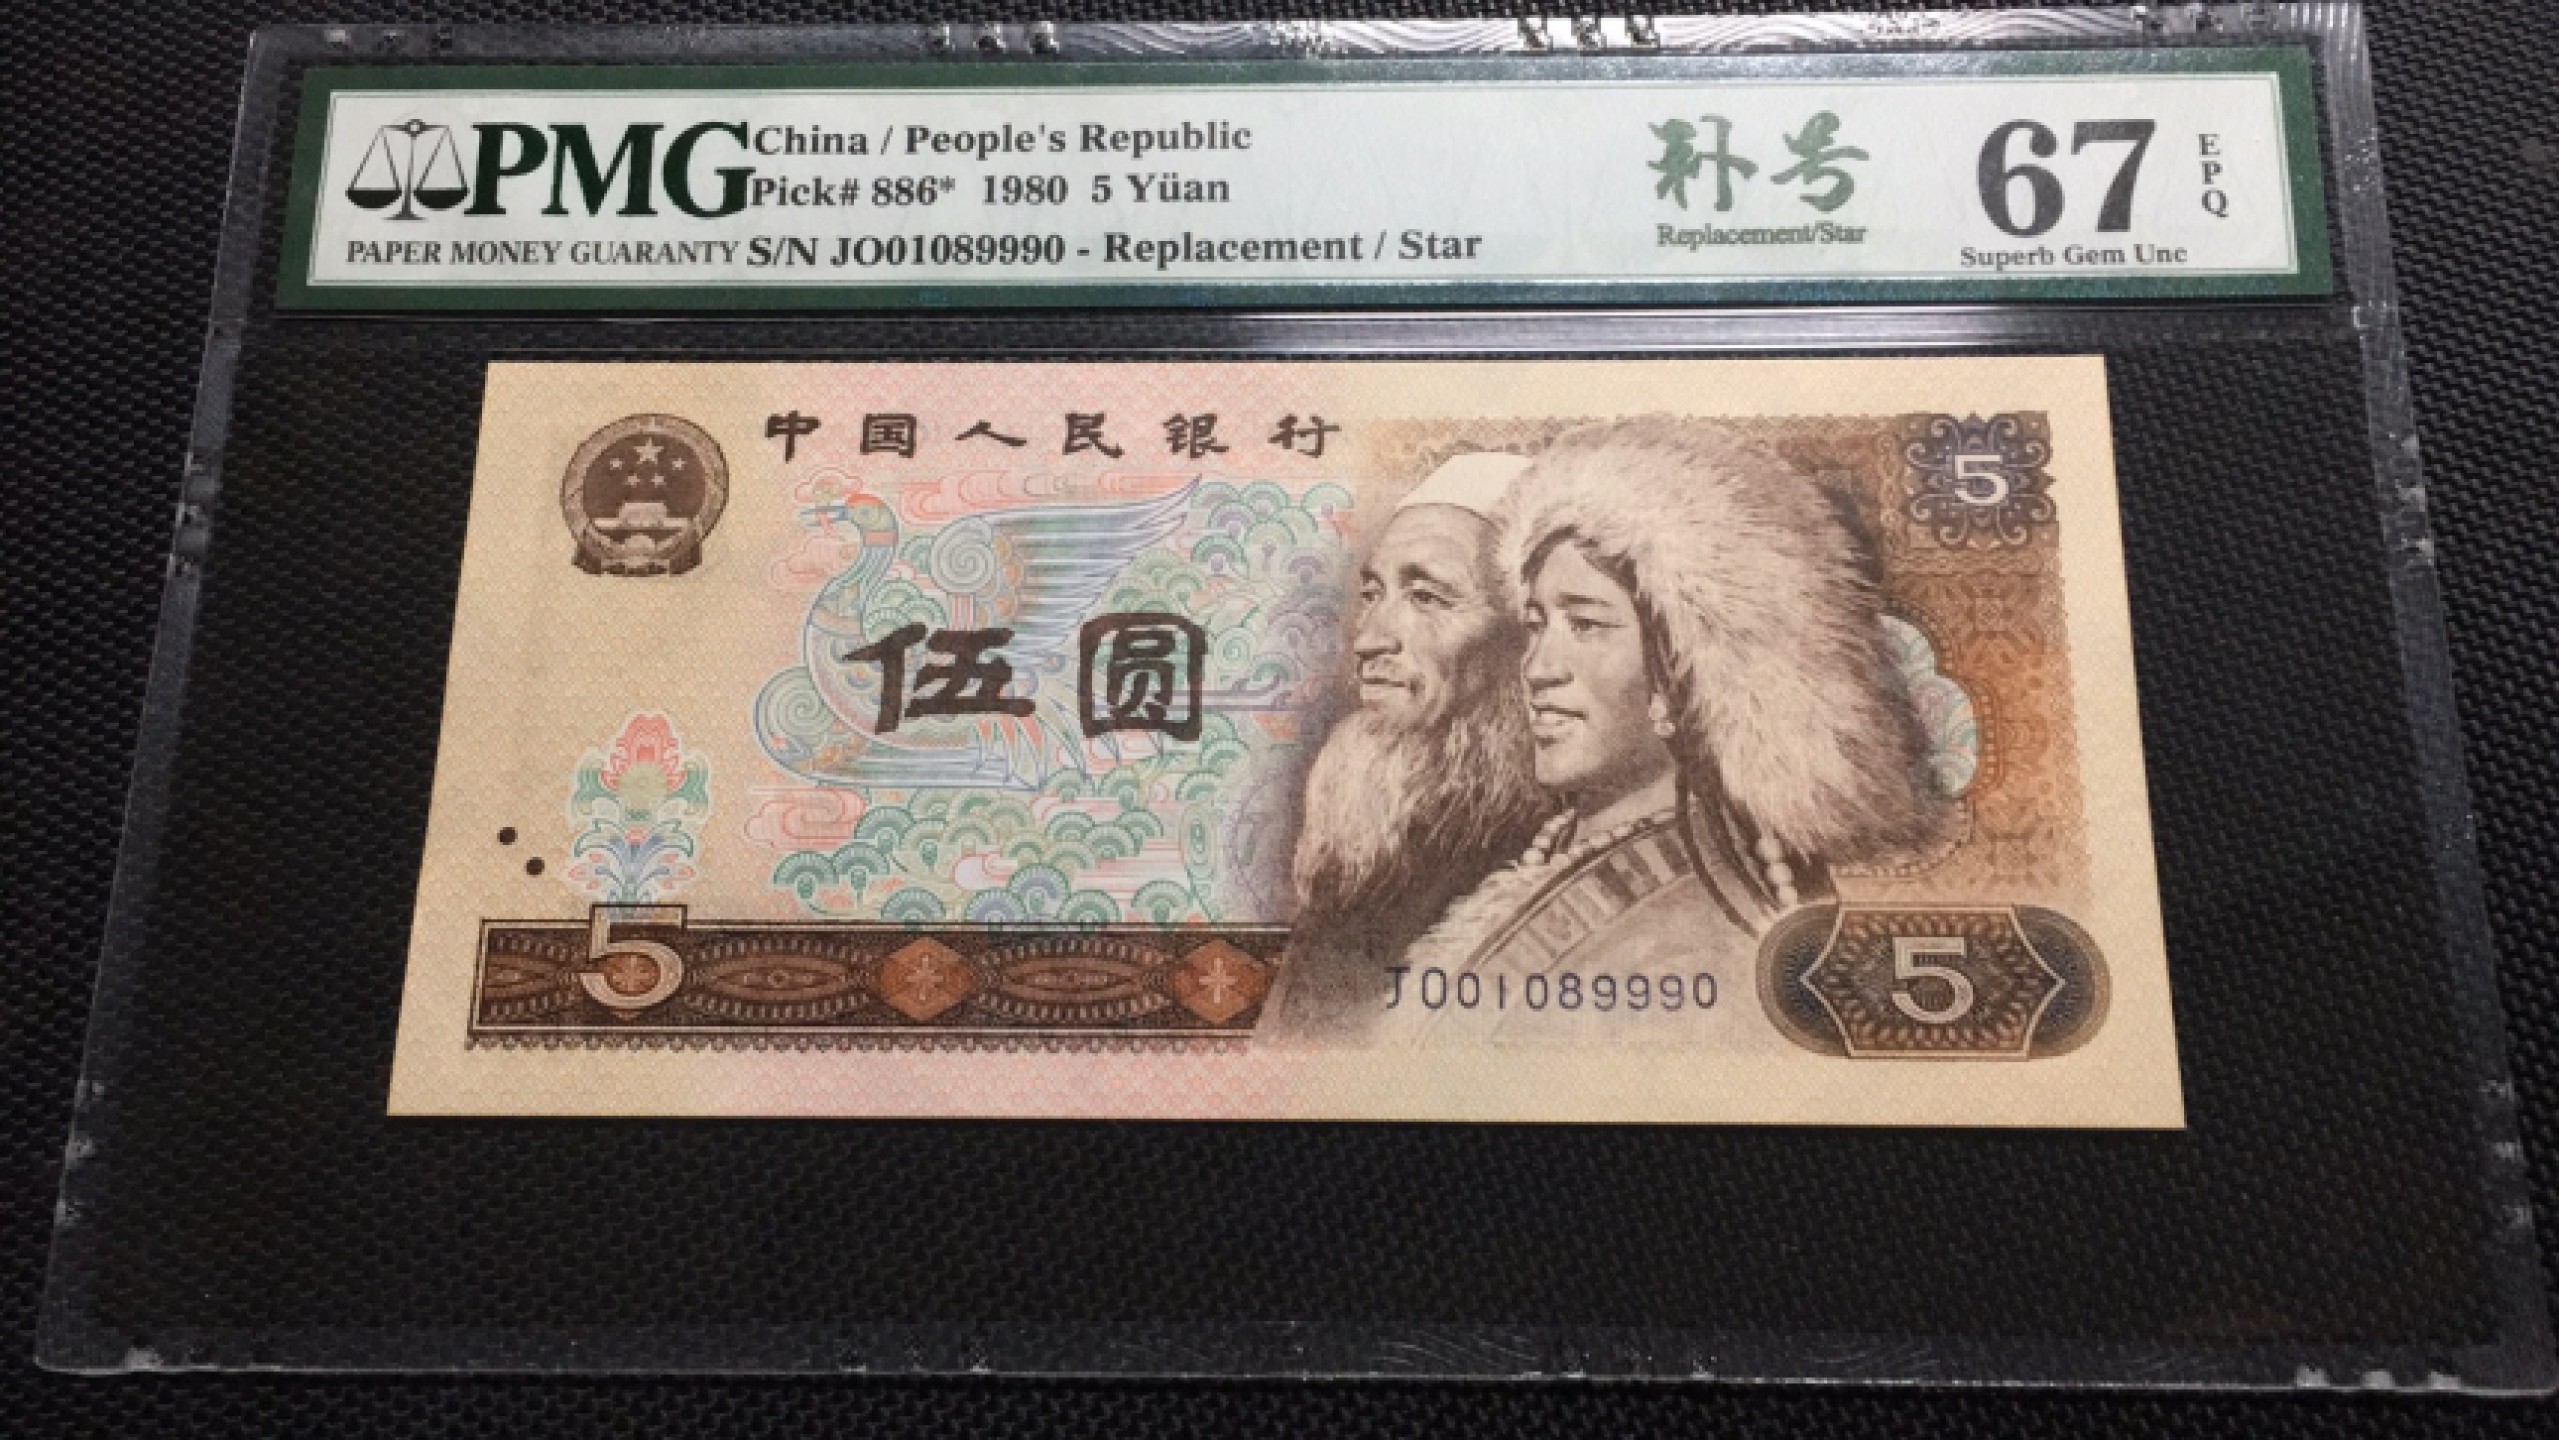 PMG
PAPER MONEY GUARANTY
China / People's Republic
Pick# 886* 1980 5 Yüan
S/N JO01089990 - Replacement / Star
补号
Replacement/Star
67
Superb Gem Unc
EPQ
中国人民银行
5
伍圆
5
JO01089990
5